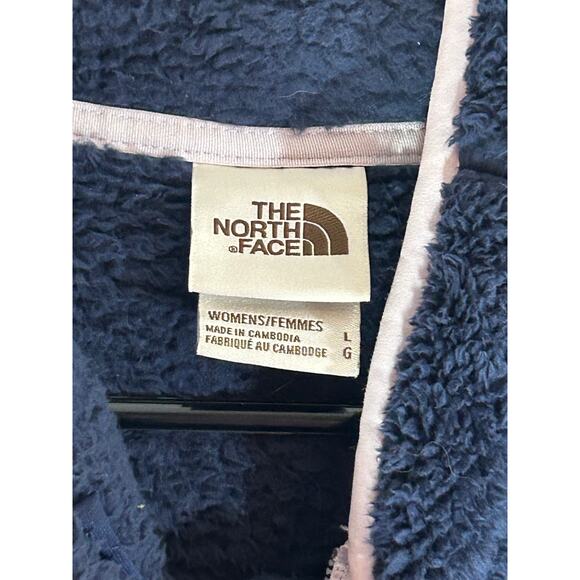 THE
NORTH
®FACE
WOMENS/FEMMES
MADE IN CAMBODIA L
FABRIQUÉ AU CAMBODGE G